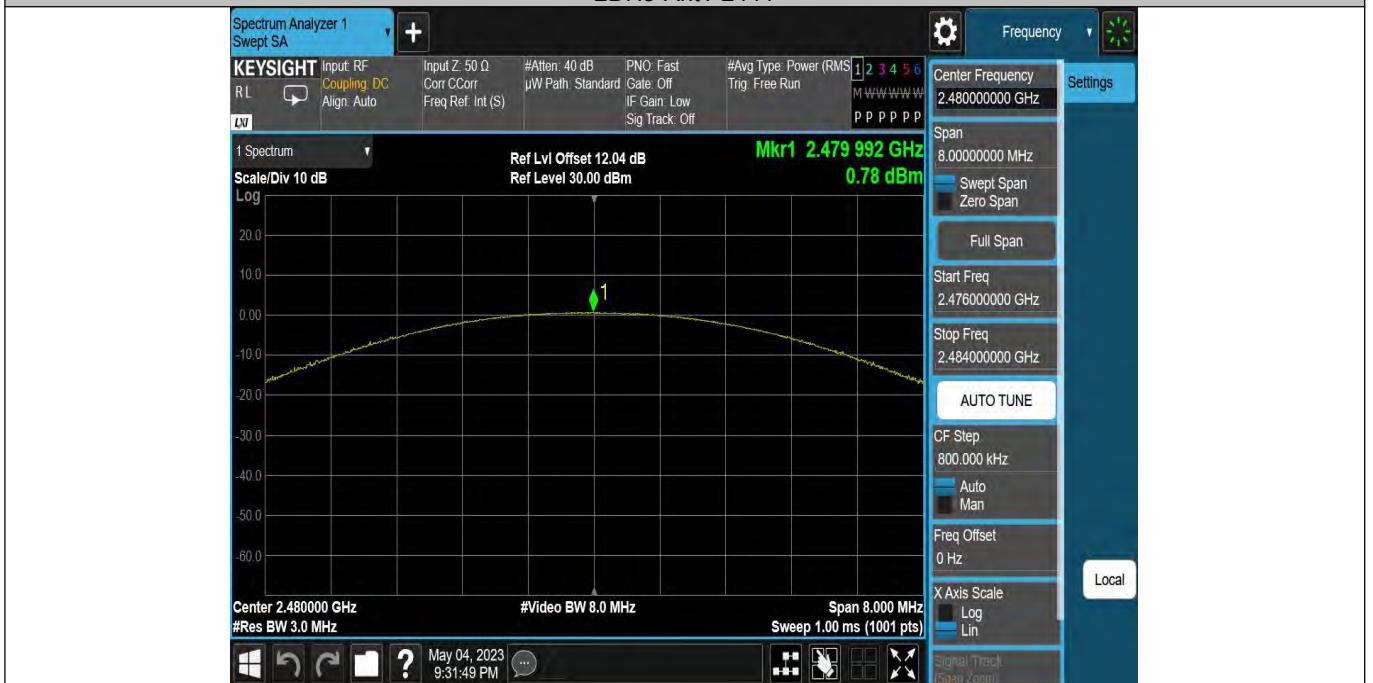 Spectrum Analyzer 1
Swept SA
+
Frequency
KEYSIGHT
RL
LXI
Input: RF
Coupling: DC
Align: Auto
Input Z: 50 Ω
Corr CCorr
Freq Ref: Int (S)
#Atten: 40 dB
µW Path: Standard
PNO: Fast
Gate: Off
IF Gain: Low
Sig Track: Off
#Avg Type: Power (RMS
Trig: Free Run
1 2 3 4 5 6
M W W W W W
P P P P P P
1 Spectrum
Scale/Div 10 dB
Log
Ref Lvl Offset 12.04 dB
Ref Level 30.00 dBm
Mkr1 2.479 992 GHz
0.78 dBm
20.0
10.0
0.00
-10.0
-20.0
-30.0
-40.0
-50.0
-60.0
1
Center 2.480000 GHz
#Res BW 3.0 MHz
#Video BW 8.0 MHz
Span 8.000 MHz
Sweep 1.00 ms (1001 pts)
Center Frequency
2.480000000 GHz
Settings
Span
8.00000000 MHz
Swept Span
Zero Span
Full Span
Start Freq
2.476000000 GHz
Stop Freq
2.484000000 GHz
AUTO TUNE
CF Step
800.000 kHz
Auto
Man
Freq Offset
0 Hz
X Axis Scale
Log
Lin
Signal Track
(Span Zoom)
Local
?
May 04, 2023
9:31:49 PM